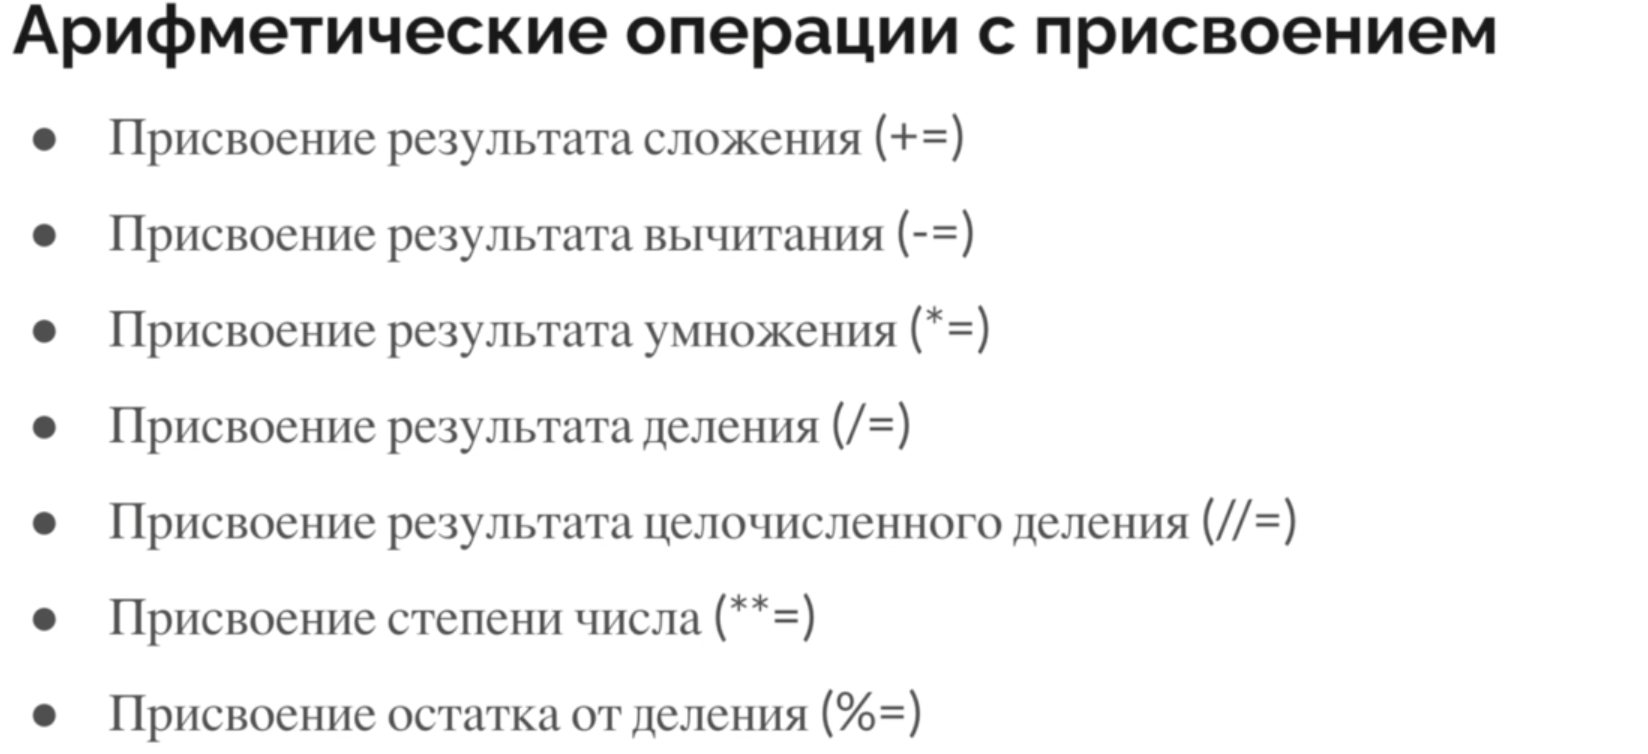 Арифметические операции с присвоением
● Присвоение результата сложения (+=)
● Присвоение результата вычитания (-=)
● Присвоение результата умножения (*=)
● Присвоение результата деления (/=)
● Присвоение результата целочисленного деления (//=)
● Присвоение степени числа (**=)
● Присвоение остатка от деления (%=)